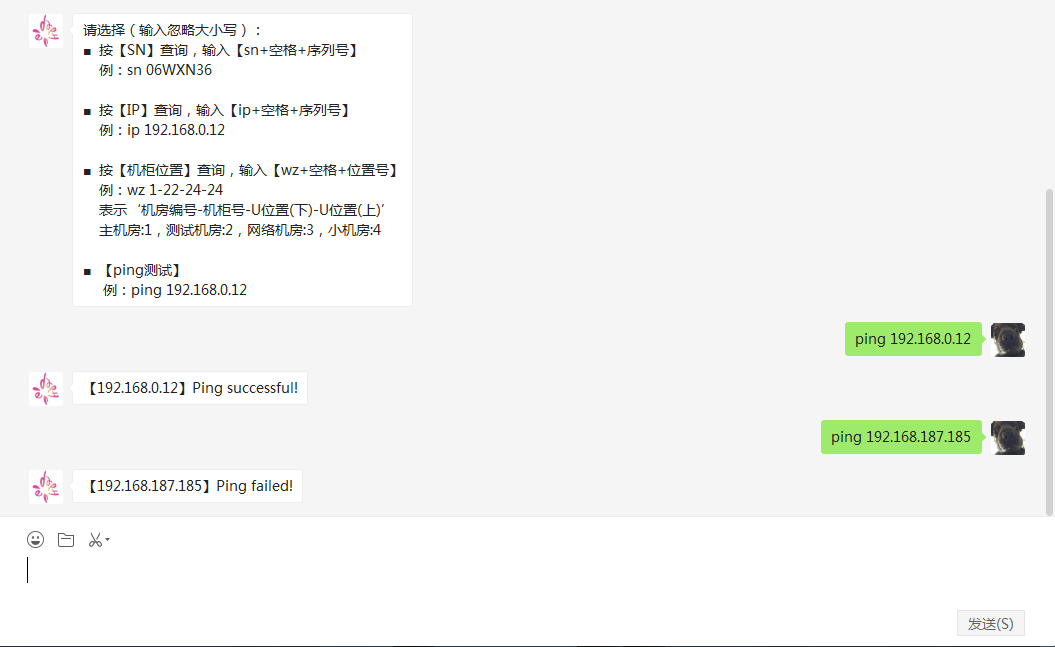 请选择（输入忽略大小写）：
■ 按【SN】查询，输入【sn+空格+序列号】
例：sn 06WXN36
■ 按【IP】查询，输入【ip+空格+序列号】
例：ip 192.168.0.12
■ 按【机柜位置】查询，输入【wz+空格+位置号】
例：wz 1-22-24-24
表示‘机房编号-机柜号-U位置(下)-U位置(上)’
主机房:1，测试机房:2，网络机房:3，小机房:4
■ 【ping测试】
例：ping 192.168.0.12
ping 192.168.0.12
【192.168.0.12】Ping successful!
ping 192.168.187.185
【192.168.187.185】Ping failed!
发送(S)